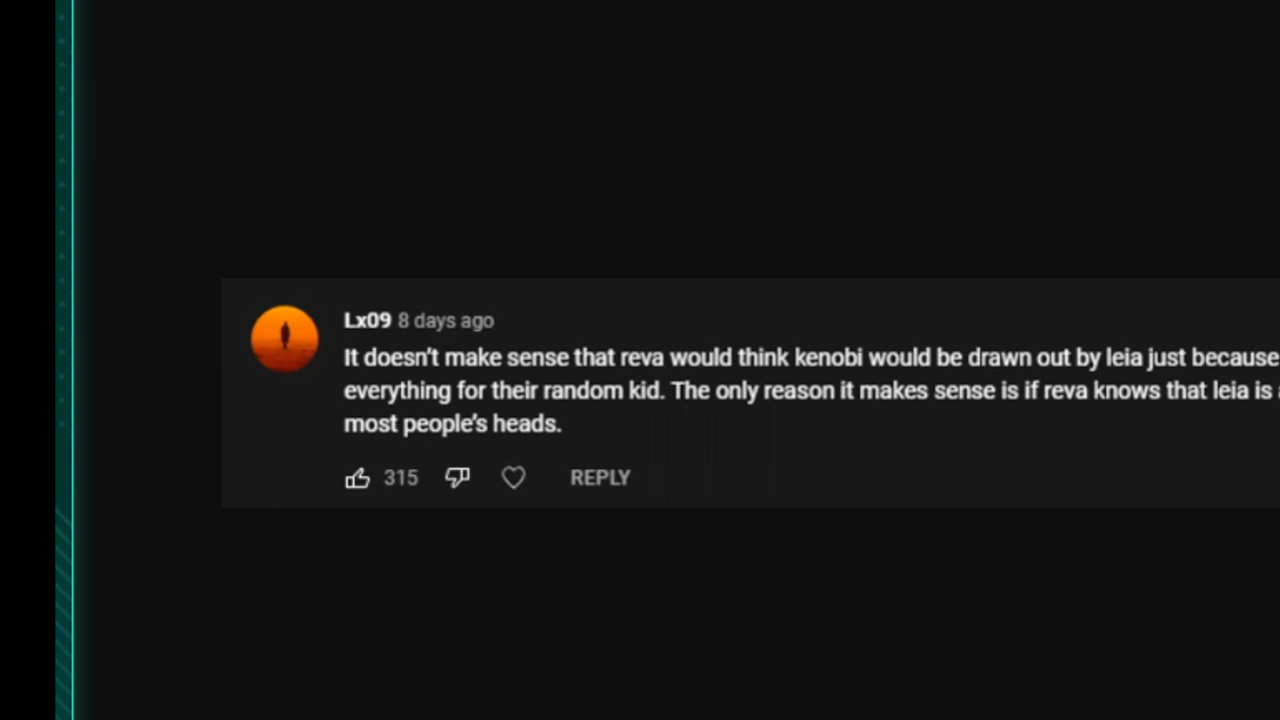 Lx09 8 days ago
It doesn't make sense that reva would think kenobi would be drawn out by leia just because
everything for their random kid. The only reason it makes sense is if reva knows that leia is
most people's heads.
315 REPLY